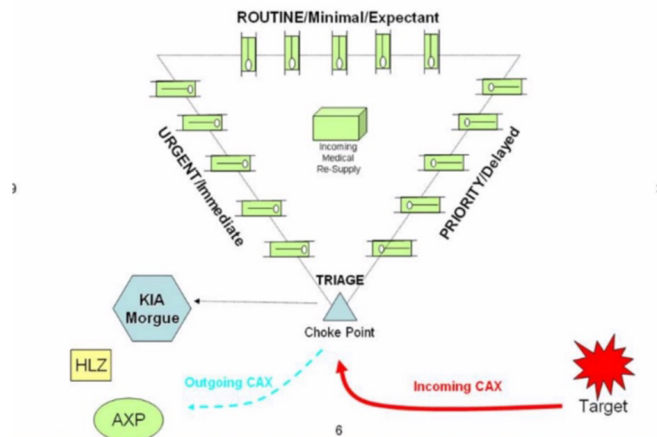 ROUTINE/Minimal/Expectant
Incoming
Medical
Re-Supply
URGENT/Immediate
PRIORITY/Delayed
9
TRIAGE
KIA
Morgue
Choke Point
HLZ
Outgoing CAX
Incoming CAX
AXP
Target
6